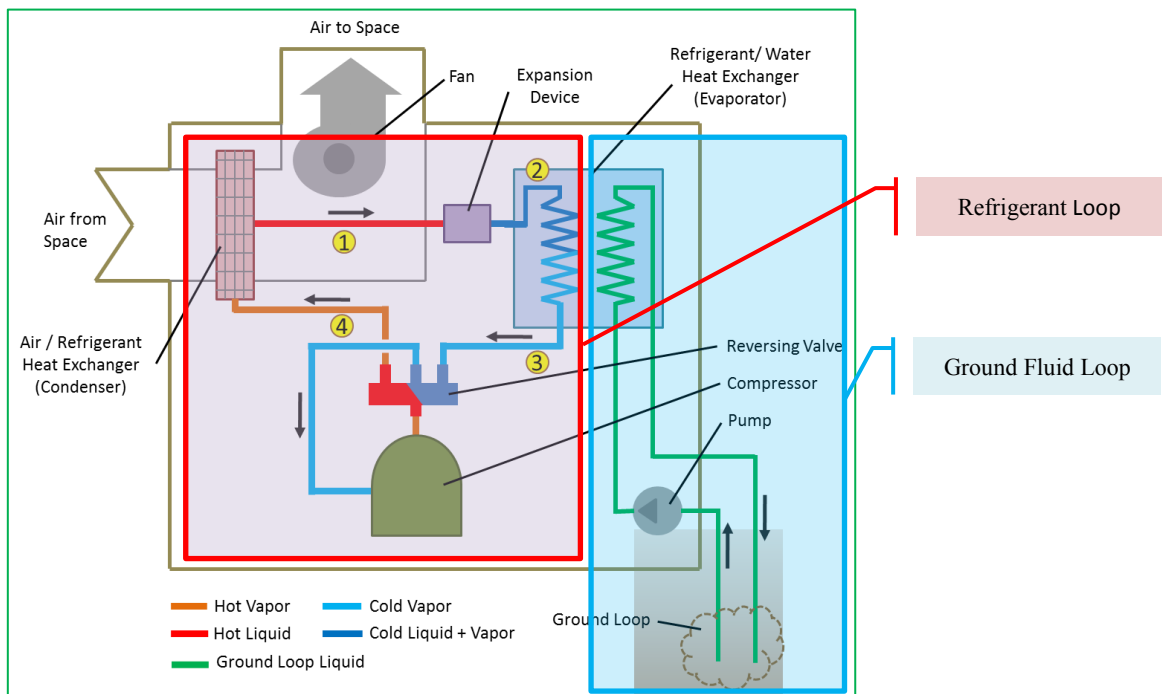 Air to Space
Fan
Expansion
Device
Refrigerant/ Water
Heat Exchanger
(Evaporator)
2
Refrigerant Loop
Air from
Space
1
4
3
Air / Refrigerant
Heat Exchanger
(Condenser)
Reversing Valve
Compressor
Pump
Ground Fluid Loop
Hot Vapor
Cold Vapor
Hot Liquid
Cold Liquid + Vapor
Ground Loop Liquid
Ground Loop